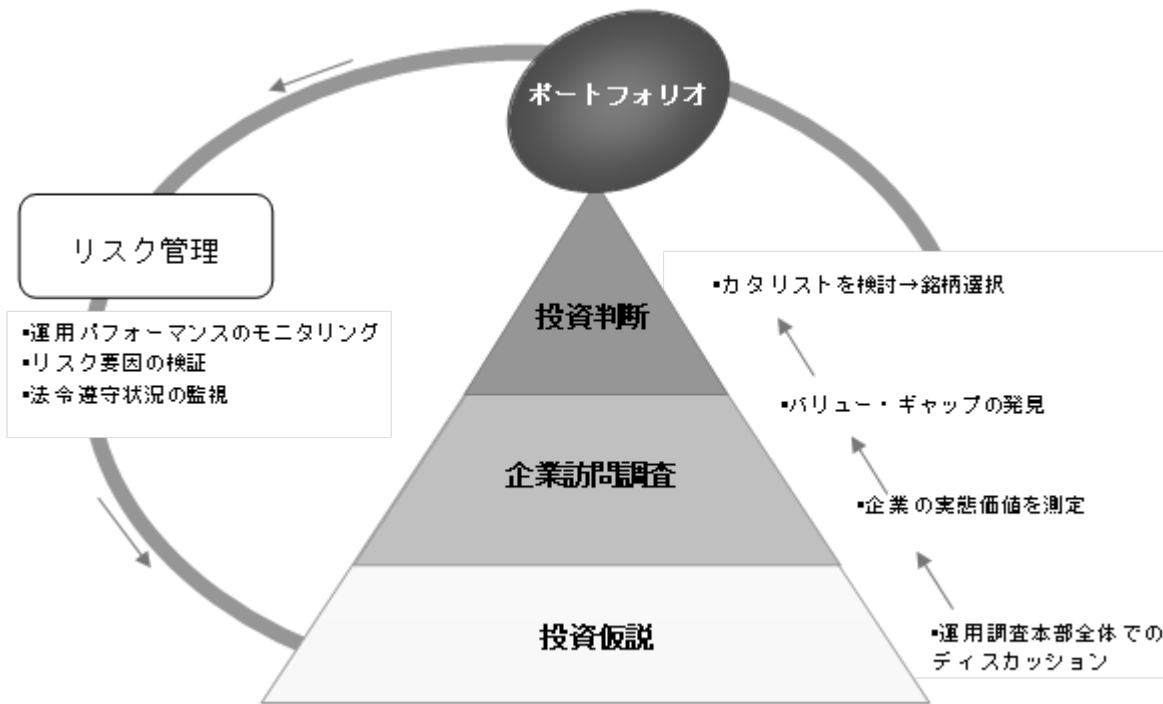 ポートフォリオ
リスク管理
▪運用パフォーマンスのモニタリング
▪リスク要因の検証
▪法令遵守状況の監視
投資判断
企業訪問調査
投資仮説
▪カタリストを検討→銘柄選択
▪バリュー・ギャップの発見
▪企業の実態価値を測定
▪運用調査本部全体での
ディスカッション